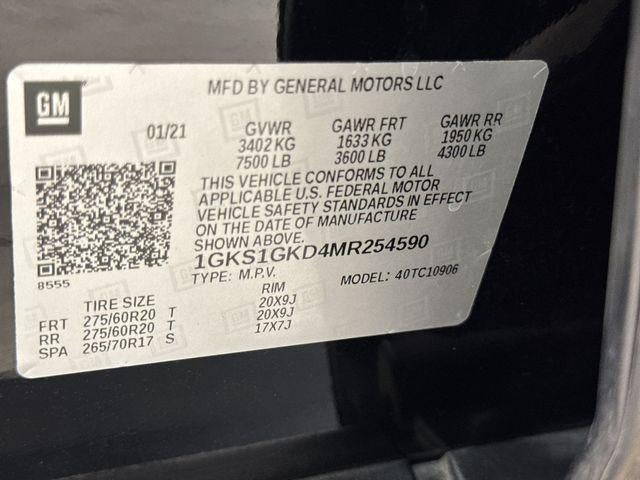 GM
MFD BY GENERAL MOTORS LLC
01/21 GVWR GAWR FRT GAWR RR
3402 KG 1633 KG 1950 KG
7500 LB 3600 LB 4300 LB
THIS VEHICLE CONFORMS TO ALL
APPLICABLE U.S. FEDERAL MOTOR
VEHICLE SAFETY STANDARDS IN EFFECT
ON THE DATE OF MANUFACTURE
SHOWN ABOVE.
1GKS1GKD4MR254590
8555
TYPE: M.P.V. MODEL: 40TC10906
TIRE SIZE RIM
FRT 275/60R20 T 20X9J
RR 275/60R20 T 20X9J
SPA 265/70R17 S 17X7J